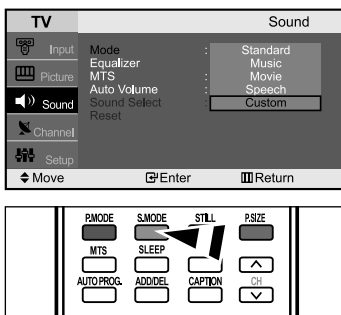 TV Sound
Input
Picture
Sound
Channel
Setup
Mode : Standard
Equalizer : Music
MTS : Movie
Auto Volume : Speech
Sound Select : Custom
Reset
Move Enter Return
P.MODE S.MODE STILL P.SIZE
MTS SLEEP
AUTO PROG. ADD/DEL CAPTION CH